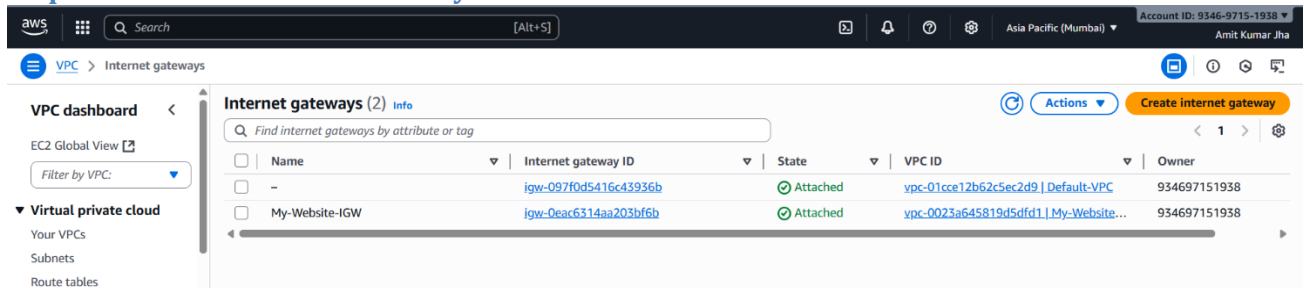 aws
Search
[Alt+S]
Asia Pacific (Mumbai) ▼
Account ID: 9346-9715-1938 ▼
Amit Kumar Jha
VPC > Internet gateways
VPC dashboard
EC2 Global View
Filter by VPC:
▼ Virtual private cloud
Your VPCs
Subnets
Route tables
Internet gateways (2) Info
Actions ▼
Create internet gateway
Find internet gateways by attribute or tag
< 1 >
Name Internet gateway ID State VPC ID Owner
– igw-097f0d5416c43936b Attached vpc-01cce12b62c5ec2d9 | Default-VPC 934697151938
My-Website-IGW igw-0eac6314aa203bf6b Attached vpc-0023a645819d5dfd1 | My-Website... 934697151938